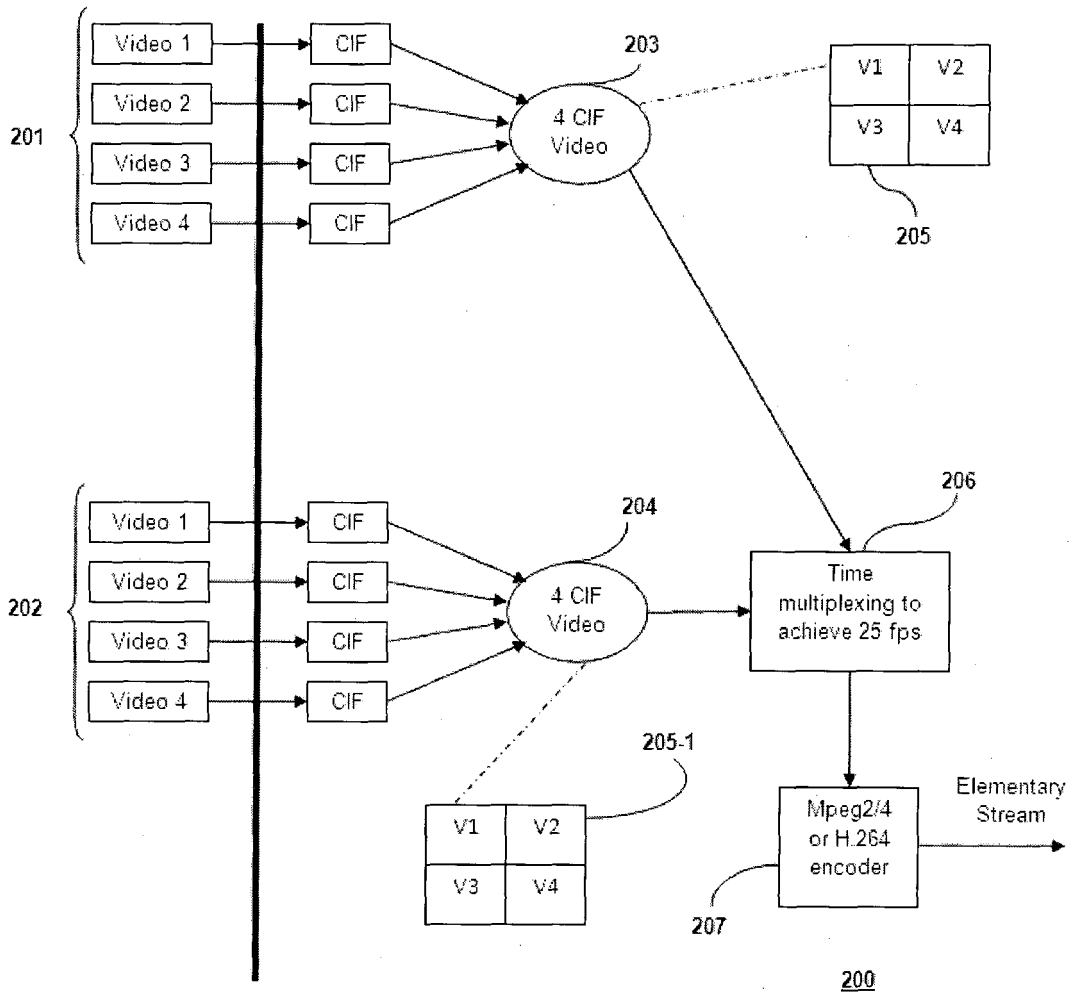 201
Video 1
CIF
Video 2
CIF
Video 3
CIF
Video 4
CIF
203
4 CIF
Video
V1 V2
V3 V4
205
202
Video 1
CIF
Video 2
CIF
Video 3
CIF
Video 4
CIF
204
4 CIF
Video
206
Time
multiplexing to
achieve 25 fps
205-1
V1 V2
V3 V4
Mpeg2/4
or H.264
encoder
Elementary
Stream
207
200